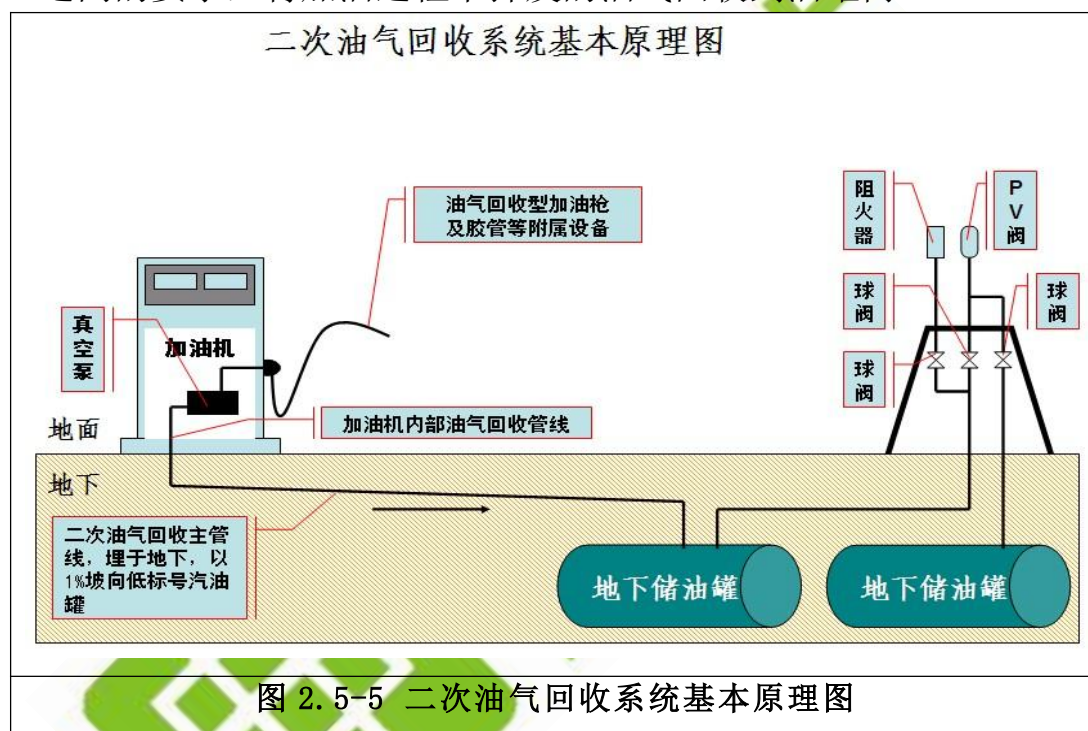 二次油气回收系统基本原理图
油气回收型加油枪
及胶管等附属设备
阻
火
器
P
V
阀
球
阀
球
阀
球
阀
真
空
泵
加油机
加油机内部油气回收管线
地面
地下
二次油气回收主管
线，埋于地下，以
1%坡向低标号汽油
罐
地下储油罐
地下储油罐
图 2.5-5 二次油气回收系统基本原理图